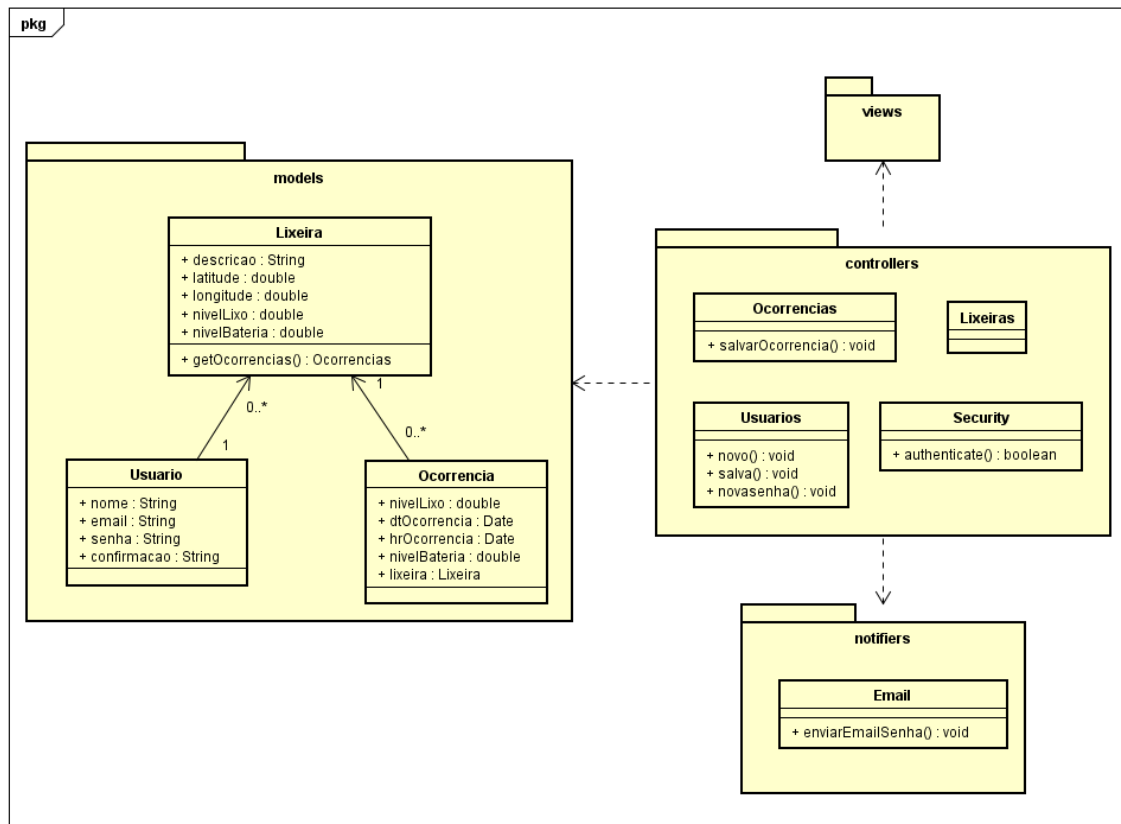 pkg
models
Lixeira
+ descricao : String
+ latitude : double
+ longitude : double
+ nivelLixo : double
+ nivelBateria : double
+ getOcorrencias() : Ocorrencias
0..*
1
1
0..*
Usuario
+ nome : String
+ email : String
+ senha : String
+ confirmacao : String
Ocorrencia
+ nivelLixo : double
+ dtOcorrencia : Date
+ hrOcorrencia : Date
+ nivelBateria : double
+ lixeira : Lixeira
views
controllers
Ocorrencias
+ salvarOcorrencia() : void
Lixeiras
Usuarios
+ novo() : void
+ salva() : void
+ novasenha() : void
Security
+ authenticate() : boolean
notifiers
Email
+ enviarEmailSenha() : void